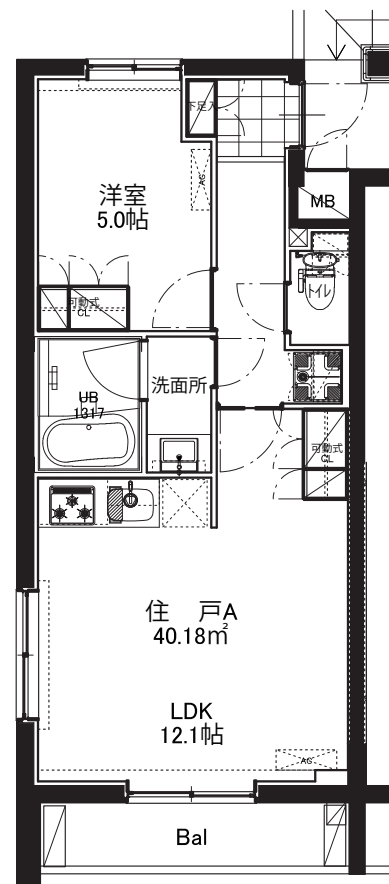 下足入
洋室
5.0帖
AC
MB
トイレ
可動式
CL
UB
1317
洗面所
可動式
CL
住 戸A
40.18㎡
LDK
12.1帖
AC
Bal